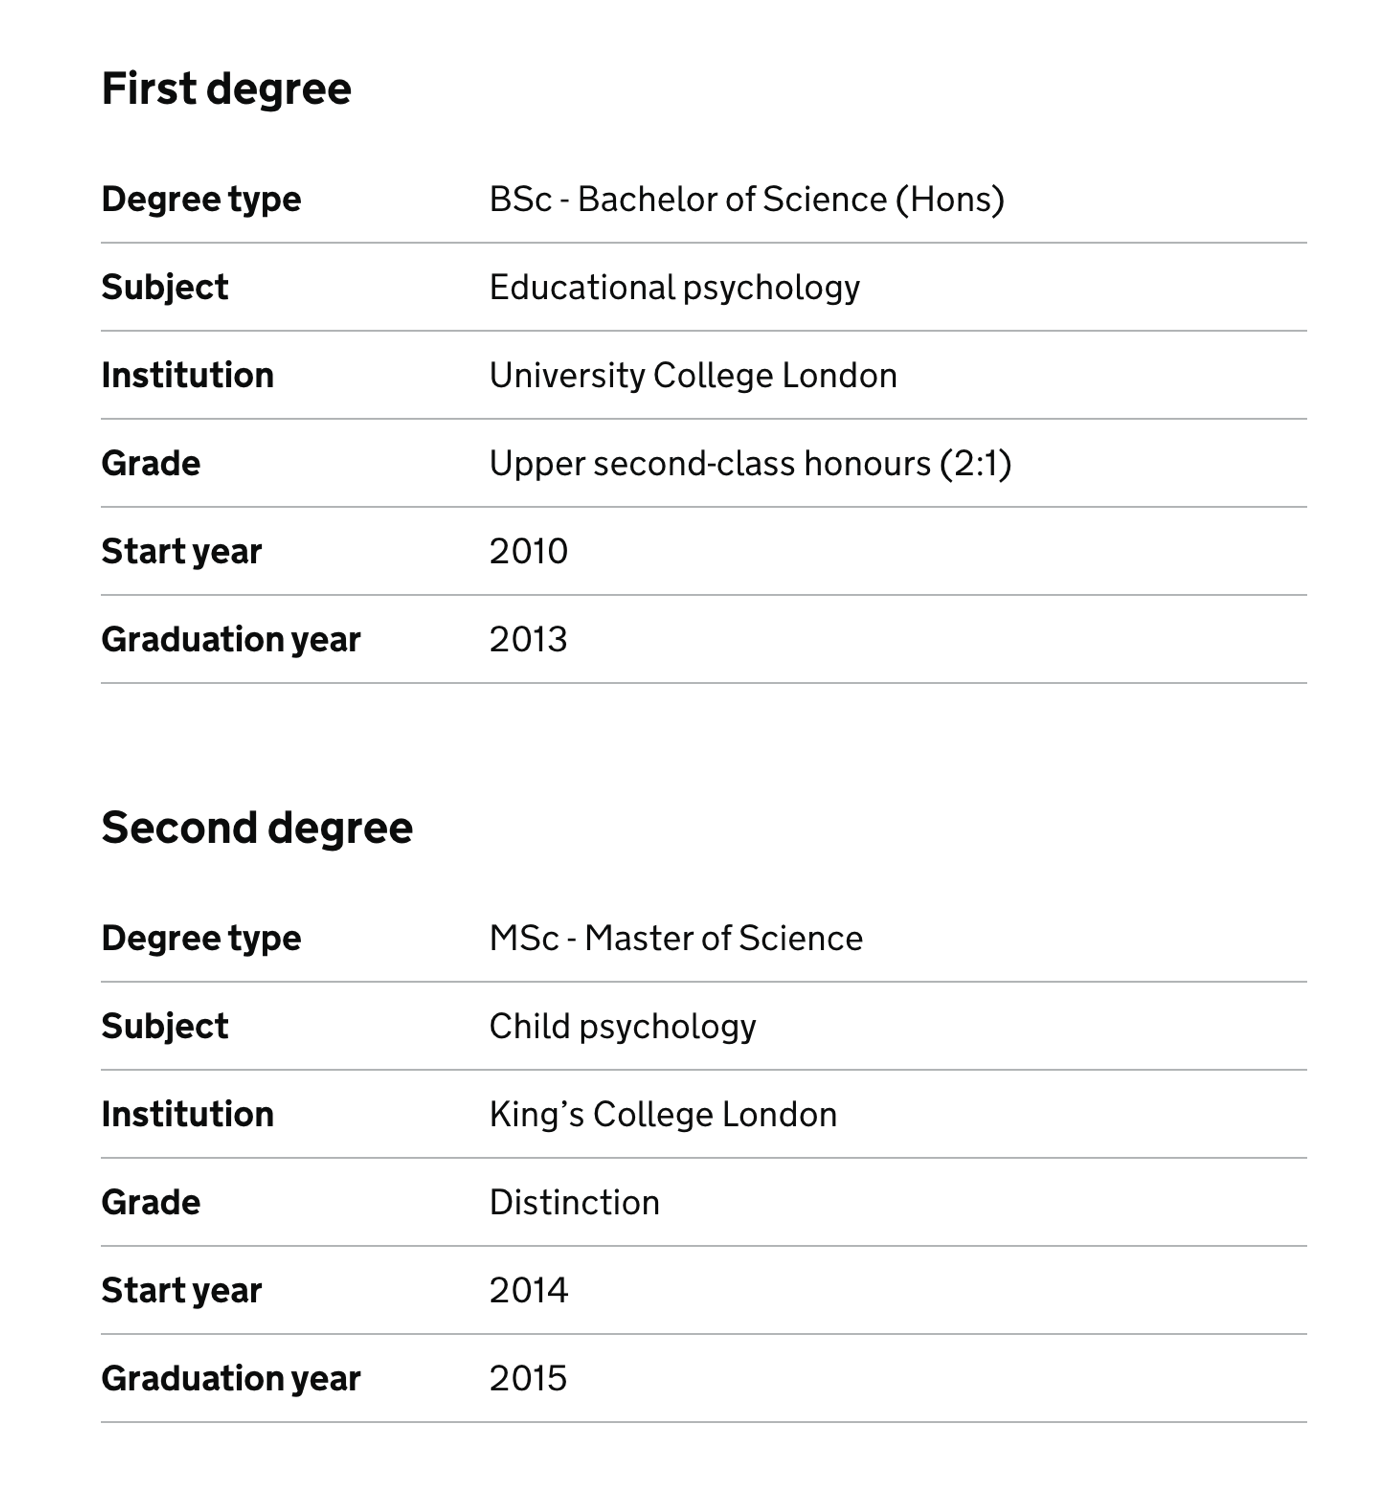 First degree
Degree type BSc - Bachelor of Science (Hons)
Subject Educational psychology
Institution University College London
Grade Upper second-class honours (2:1)
Start year 2010
Graduation year 2013
Second degree
Degree type MSc - Master of Science
Subject Child psychology
Institution King’s College London
Grade Distinction
Start year 2014
Graduation year 2015